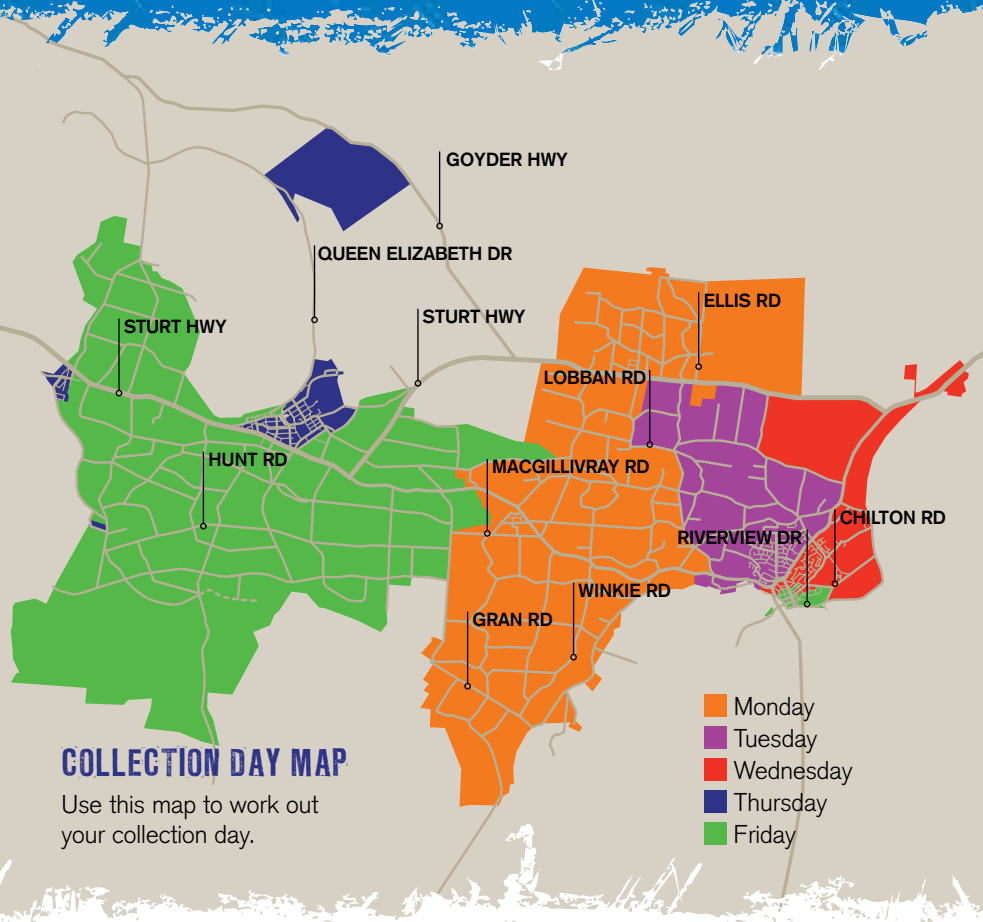 GOYDER HWY
QUEEN ELIZABETH DR
ELLIS RD
STURT HWY
STURT HWY
LOBBAN RD
HUNT RD
MACGILLIVRAY RD
CHILTON RD
RIVERVIEW DR
WINKIE RD
GRAN RD
Monday
Tuesday
Wednesday
Thursday
Friday
COLLECTION DAY MAP
Use this map to work out
your collection day.